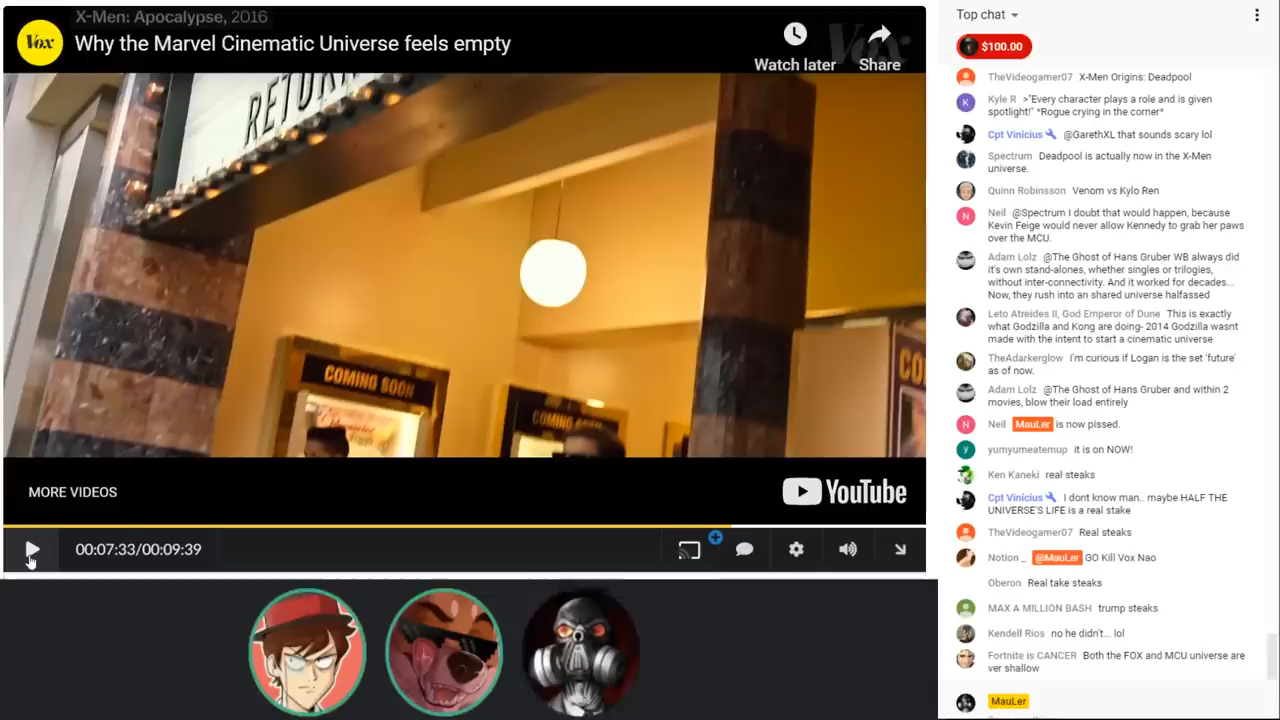 X-Men: Apocalypse, 2016
Vox
Why the Marvel Cinematic Universe feels empty
Vox
Watch later
Share
RETURN
COMING SOON
COMING SOON
CO
MORE VIDEOS
YouTube
00:07:33/00:09:39
Top chat
$100.00
TheVideogamer07 X-Men Origins: Deadpool
K
Kyle R >"Every character plays a role and is given
spotlight!" *Rogue crying in the corner*
Cpt Vinícius @GarethXL that sounds scary lol
Spectrum Deadpool is actually now in the X-Men
universe.
Quinn Robinsson Venom vs Kylo Ren
N
Neil @Spectrum I doubt that would happen, because
Kevin Feige would never allow Kennedy to grab her paws
over the MCU.
Adam Lolz @The Ghost of Hans Gruber WB always did
it's own stand-alones, whether singles or trilogies,
without inter-connectivity. And it worked for decades...
Now, they rush into an shared universe halfassed
Leto Atreides II, God Emperor of Dune This is exactly
what Godzilla and Kong are doing- 2014 Godzilla wasnt
made with the intent to start a cinematic universe
TheAdarkerglow I'm curious if Logan is the set 'future'
as of now.
Adam Lolz @The Ghost of Hans Gruber and within 2
movies, blow their load entirely
N
Neil MauLer is now pissed.
y
yumyumeatemup it is on NOW!
Ken Kaneki real steaks
Cpt Vinícius I dont know man.. maybe HALF THE
UNIVERSE'S LIFE is a real stake
TheVideogamer07 Real steaks
Notion _ @MauLer GO Kill Vox Nao
Oberon Real take steaks
MAX A MILLION BASH trump steaks
Kendell Rios no he didn't... lol
Fortnite is CANCER Both the FOX and MCU universe are
ver shallow
MauLer